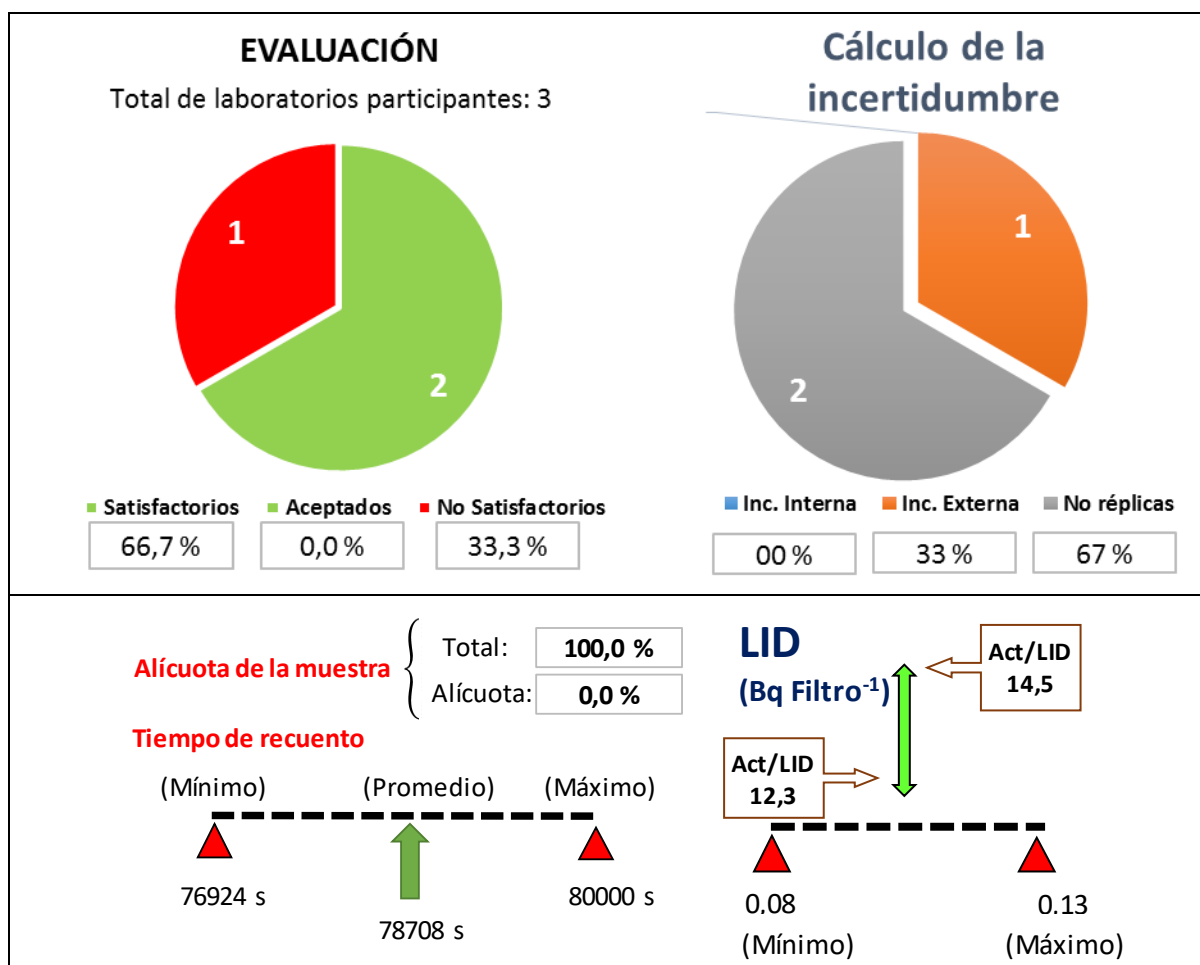 EVALUACIÓN
Total de laboratorios participantes: 3
1
2
Satisfactorios
Aceptados
No Satisfactorios
66,7 %
0,0 %
33,3 %
Cálculo de la
incertidumbre
1
2
Inc. Interna
Inc. Externa
No réplicas
00 %
33 %
67 %
Alícuota de la muestra
Total:
100,0 %
Alícuota:
0,0 %
Tiempo de recuento
(Mínimo)
(Promedio)
(Máximo)
76924 s
78708 s
80000 s
LID
(Bq Filtro-1)
Act/LID
14,5
Act/LID
12,3
0,08
(Mínimo)
0,13
(Máximo)